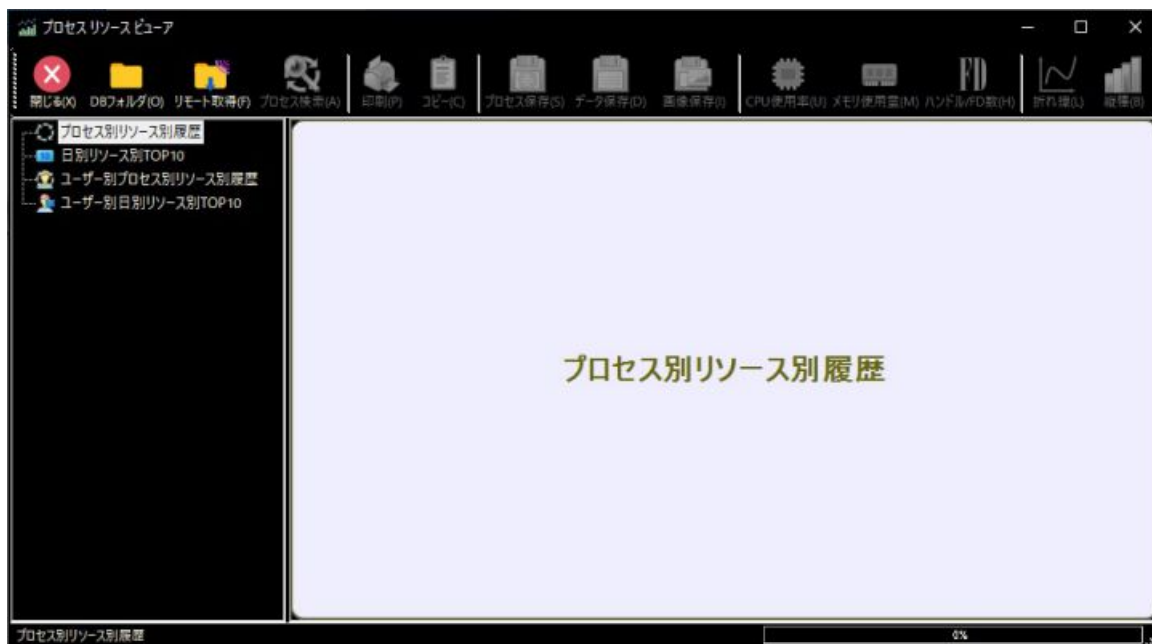 プロセス リソース ビューア
閉じる(X) DBフォルダ(O) リモート取得(F) プロセス検索(A) 印刷(P) コピー(C) プロセス保存(S) データ保存(D) 画像保存(I) CPU使用率(U) メモリ使用量(M) ハンドル/FD数(H) 折れ線(L) 縦棒(B)
プロセス別リソース別履歴
日別リソース別TOP10
ユーザー別プロセス別リソース別履歴
ユーザー別日別リソース別TOP10
プロセス別リソース別履歴
プロセス別リソース別履歴
0%